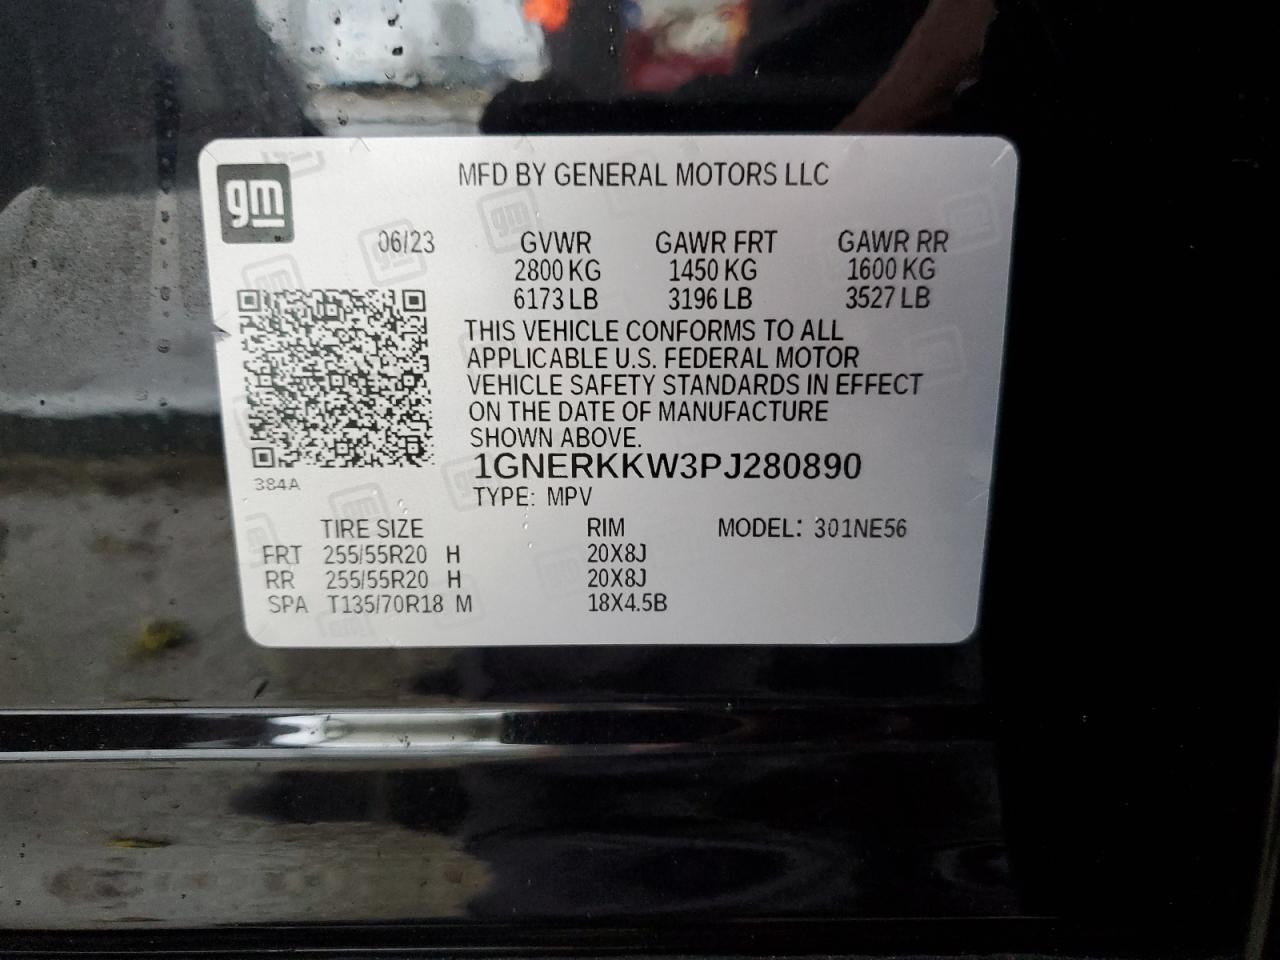 gm
MFD BY GENERAL MOTORS LLC
06/23 GVWR GAWR FRT GAWR RR
2800 KG 1450 KG 1600 KG
6173 LB 3196 LB 3527 LB
THIS VEHICLE CONFORMS TO ALL
APPLICABLE U.S. FEDERAL MOTOR
VEHICLE SAFETY STANDARDS IN EFFECT
ON THE DATE OF MANUFACTURE
SHOWN ABOVE.
384A
1GNERKKW3PJ280890
TYPE: MPV
TIRE SIZE RIM MODEL: 301NE56
FRT 255/55R20 H 20X8J
RR 255/55R20 H 20X8J
SPA T135/70R18 M 18X4.5B